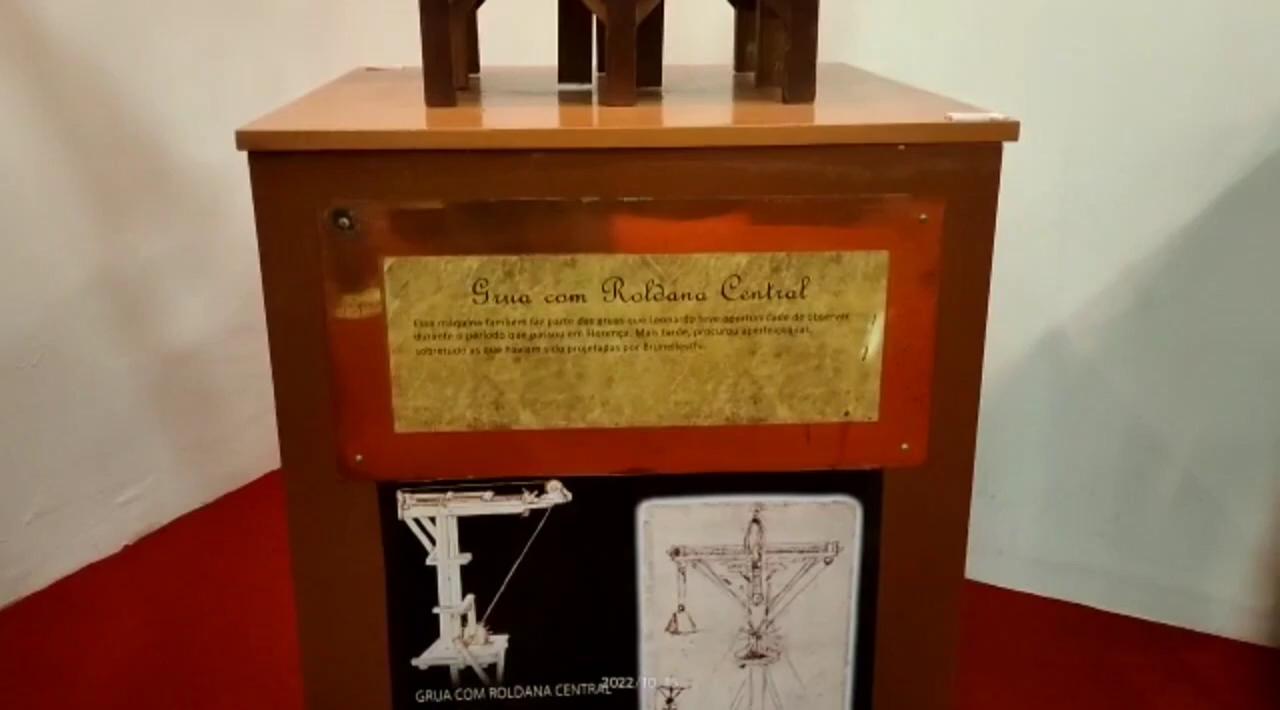 Grua com Roldana Central
Essa máquina também faz parte das gruas que Leonardo teve oportunidade de observar
durante o período que passou em Florença. Mais tarde, procurou aperfeiçoá-las,
sobretudo as que haviam sido projetadas por Brunelleschi.
GRUA COM ROLDANA CENTRAL
2022/10/15